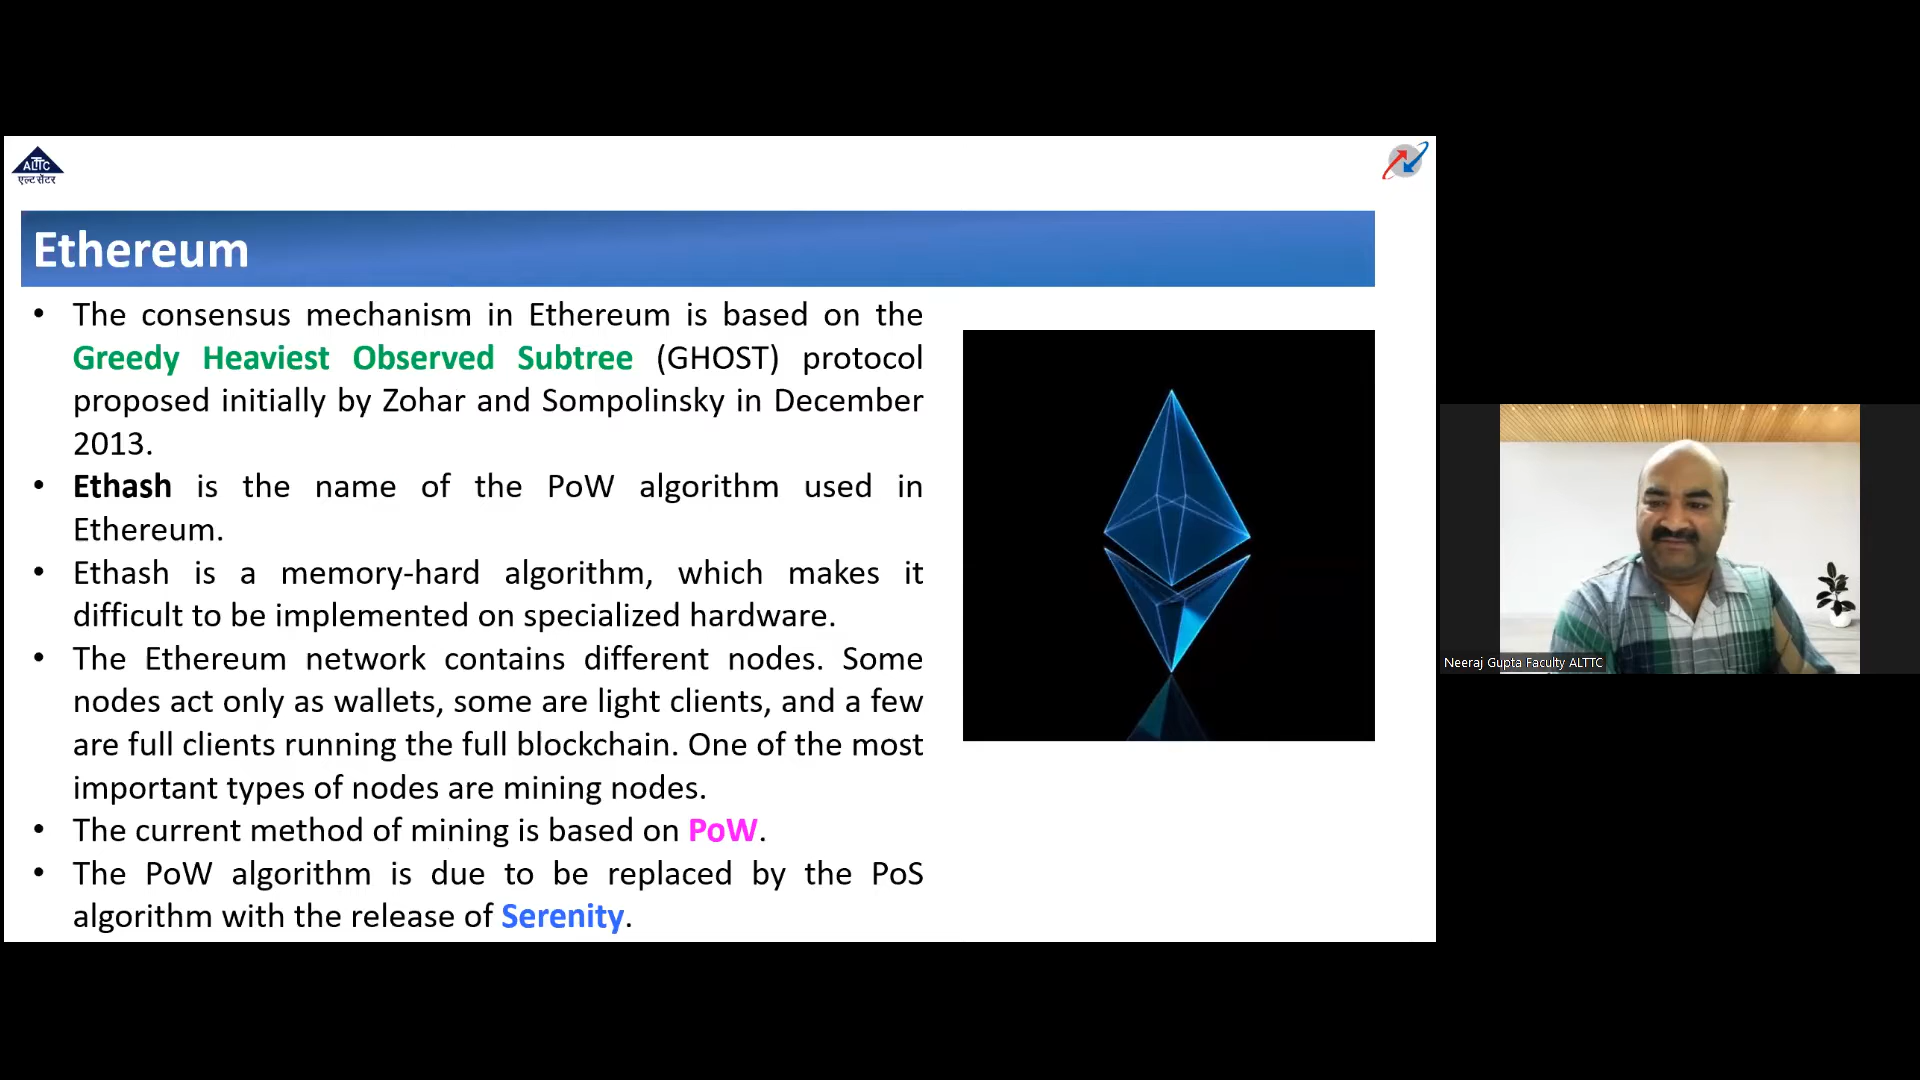 ALTTC
एल्ट सेंटर
Ethereum
• The consensus mechanism in Ethereum is based on the
Greedy Heaviest Observed Subtree (GHOST) protocol
proposed initially by Zohar and Sompolinsky in December
2013.
• Ethash is the name of the PoW algorithm used in
Ethereum.
• Ethash is a memory-hard algorithm, which makes it
difficult to be implemented on specialized hardware.
• The Ethereum network contains different nodes. Some
nodes act only as wallets, some are light clients, and a few
are full clients running the full blockchain. One of the most
important types of nodes are mining nodes.
• The current method of mining is based on PoW.
• The PoW algorithm is due to be replaced by the PoS
algorithm with the release of Serenity.
Neeraj Gupta Faculty ALTTC